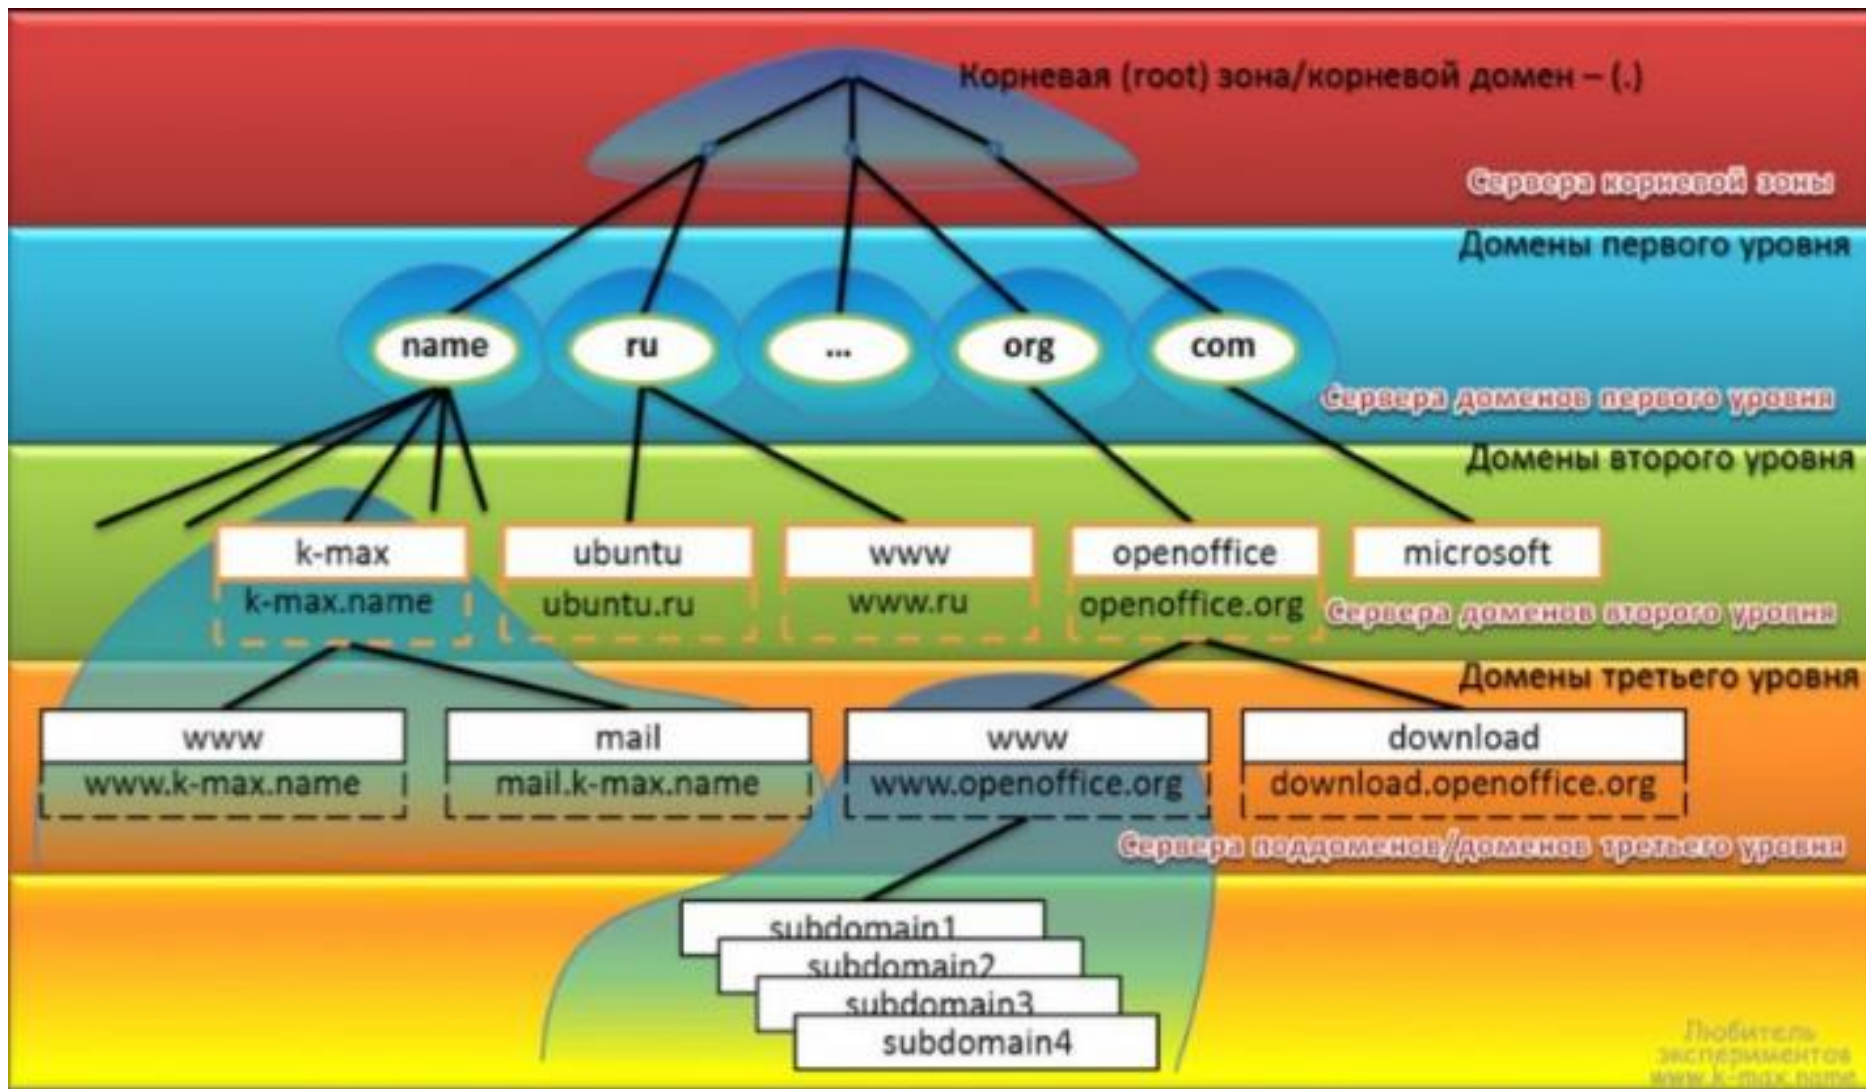 Корневая (root) зона/корневой домен – (.)
Сервера корневой зоны
Домены первого уровня
name
ru
...
org
com
Сервера доменов первого уровня
Домены второго уровня
k-max
ubuntu
www
openoffice
microsoft
k-max.name
ubuntu.ru
www.ru
openoffice.org
Сервера доменов второго уровня
Домены третьего уровня
www
mail
www
download
www.k-max.name
mail.k-max.name
www.openoffice.org
download.openoffice.org
Сервера поддоменов/доменов третьего уровня
subdomain1
subdomain2
subdomain3
subdomain4
Любитель
экспериментов
www.k-max.name